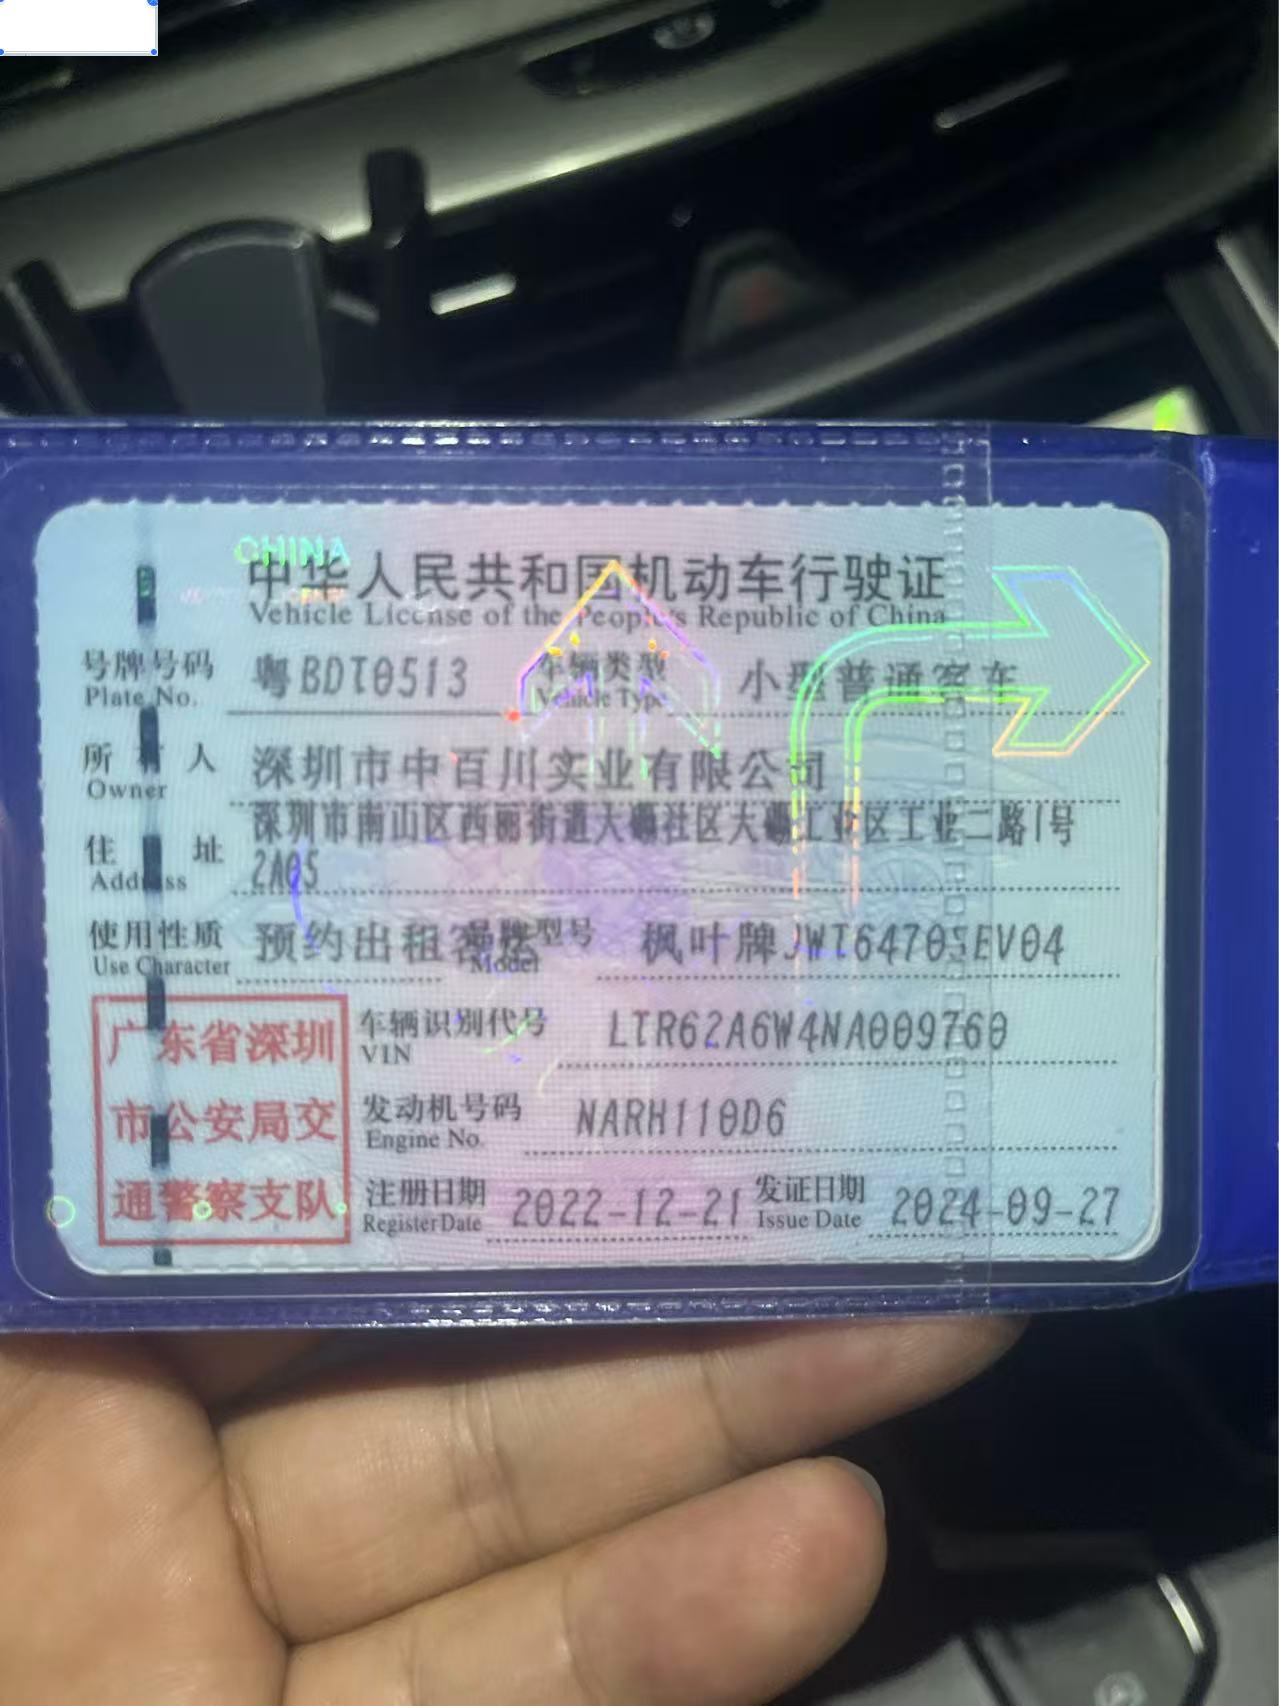 CHINA
中华人民共和国机动车行驶证
Vehicle License of the People's Republic of China
号牌号码 粤BDT0513 车辆类型 小型普通客车
Plate No. Vehicle Type
所有人 深圳市中百川实业有限公司
Owner
深圳市南山区西丽街道大磡社区大磡工业区工业二路1号
住址 2A05
Address
使用性质 预约出租客运 品牌型号 枫叶牌JWT6470SEV04
Use Character Model
广东省深圳
市公安局交
通警察支队
车辆识别代号 LTR62A6W4NA009760
VIN
发动机号码 NARH110D6
Engine No.
注册日期 2022-12-21 发证日期 2024-09-27
Register Date Issue Date